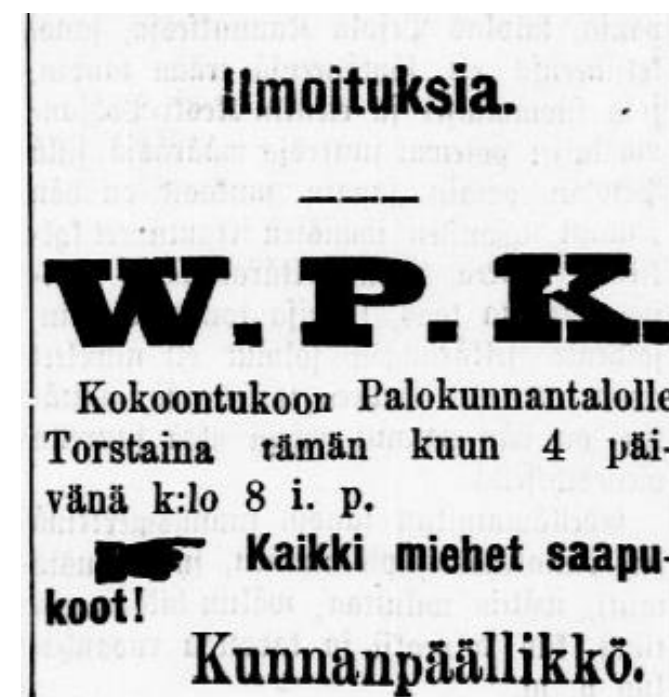 Ilmoituksia.
W. P. K.
Kokoontukoon Palokunnantalolle
Torstaina tämän kuun 4 päi-
vänä k:lo 8 i. p.
Kaikki miehet saapu-
koot!
Kunnanpäällikkö.